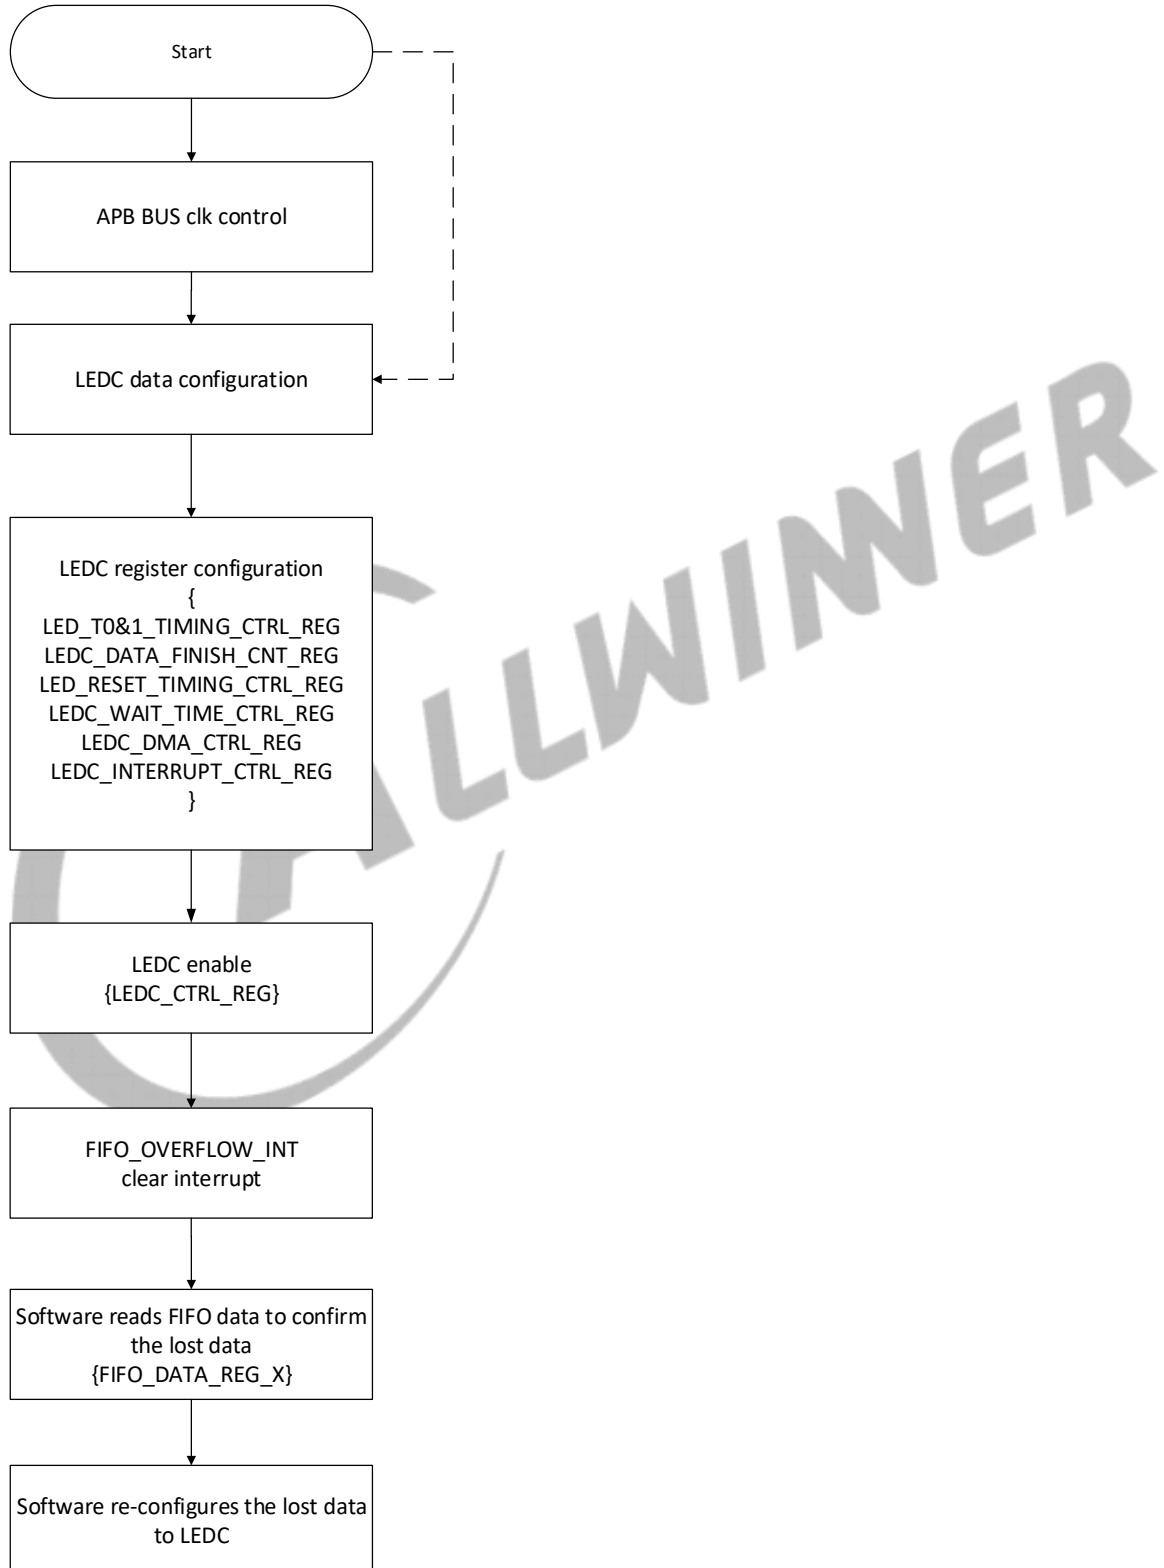 Start
APB BUS clk control
LEDC data configuration
LEDC register configuration
{
LED_T0&1_TIMING_CTRL_REG
LEDC_DATA_FINISH_CNT_REG
LED_RESET_TIMING_CTRL_REG
LEDC_WAIT_TIME_CTRL_REG
LEDC_DMA_CTRL_REG
LEDC_INTERRUPT_CTRL_REG
}
LEDC enable
{LEDC_CTRL_REG}
FIFO_OVERFLOW_INT
clear interrupt
Software reads FIFO data to confirm
the lost data
{FIFO_DATA_REG_X}
Software re-configures the lost data
to LEDC
ALLWINNER